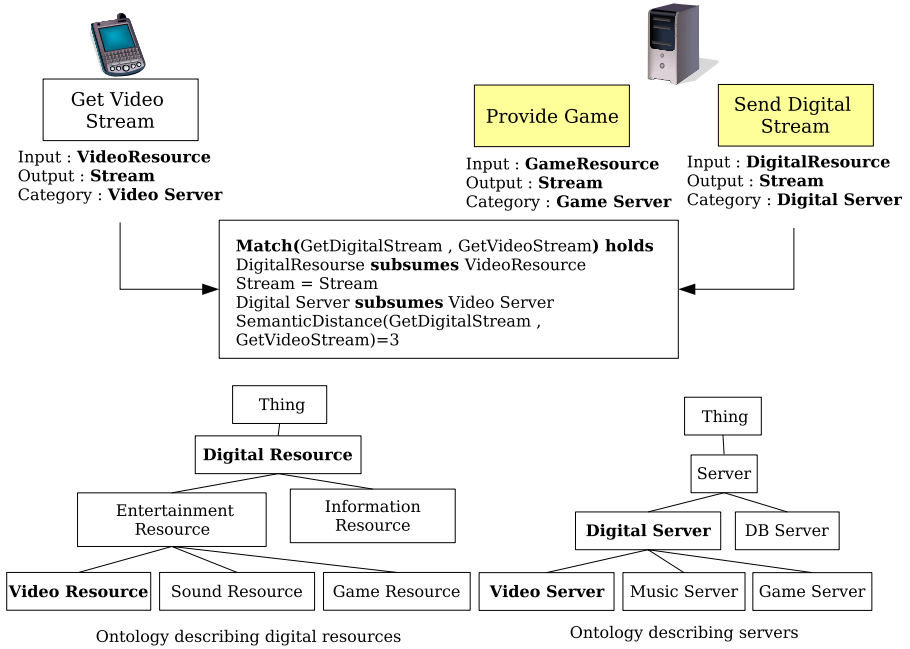 Get Video
Stream
Input : VideoResource
Output : Stream
Category : Video Server
Provide Game
Input : GameResource
Output : Stream
Category : Game Server
Send Digital
Stream
Input : DigitalResource
Output : Stream
Category : Digital Server
Match(GetDigitalStream , GetVideoStream) holds
DigitalResourse subsumes VideoResource
Stream = Stream
Digital Server subsumes Video Server
SemanticDistance(GetDigitalStream ,
GetVideoStream)=3
Thing
Digital Resource
Entertainment
Resource
Information
Resource
Video Resource
Sound Resource
Game Resource
Ontology describing digital resources
Thing
Server
Digital Server
DB Server
Video Server
Music Server
Game Server
Ontology describing servers